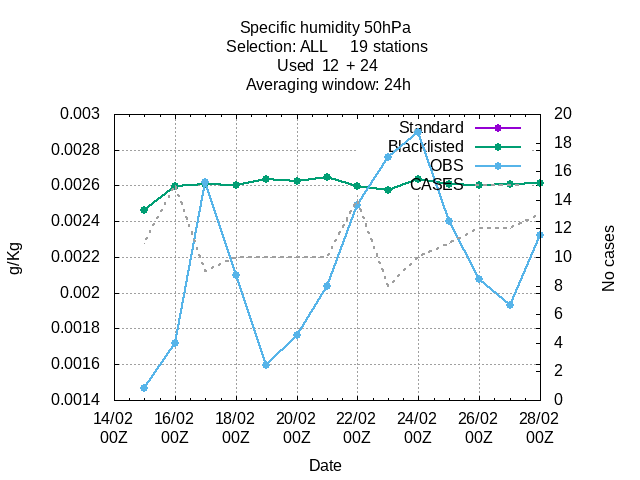 Specific humidity 50hPa
Selection: ALL 19 stations
Used 12 + 24
Averaging window: 24h
0.003
0.0028
0.0026
0.0024
0.0022
0.002
0.0018
0.0016
0.0014
g/Kg
Standard
Blacklisted
OBS
CASES
20
18
16
14
12
10
8
6
4
2
0
No cases
14/02 16/02 18/02 20/02 22/02 24/02 26/02 28/02
00Z 00Z 00Z 00Z 00Z 00Z 00Z 00Z
Date